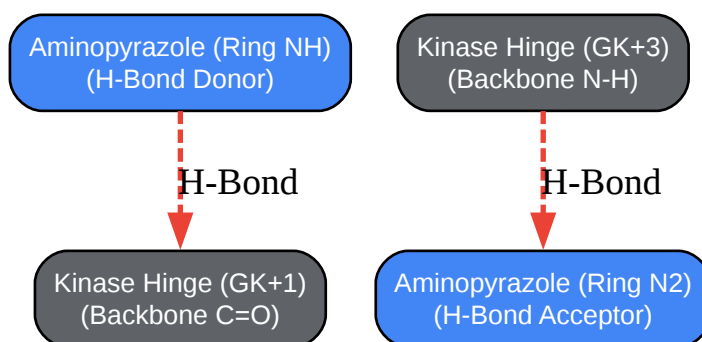 Aminopyrazole (Ring NH)
(H-Bond Donor)
Kinase Hinge (GK+3)
(Backbone N-H)
H-Bond
H-Bond
Kinase Hinge (GK+1)
(Backbone C=O)
Aminopyrazole (Ring N2)
(H-Bond Acceptor)